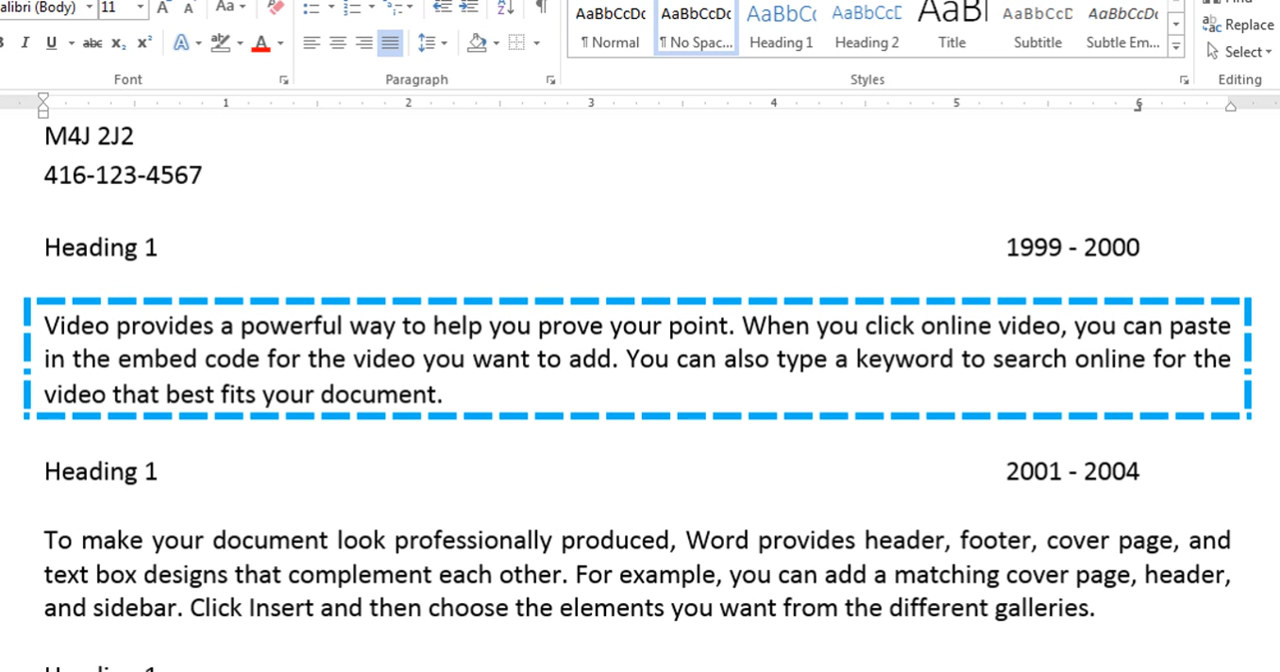 11
Aa
B I U abc x₂ x² A A
AaBbCcDc AaBbCcDc AaBbCc AaBbCcD AaBl AaBbCcD AaBbCcDc
¶ Normal ¶ No Spac... Heading 1 Heading 2 Title Subtitle Subtle Em...
Replace
Select
Font Paragraph Styles Editing
1 2 3 4 5 6
M4J 2J2
416-123-4567
Heading 1 1999 - 2000
Video provides a powerful way to help you prove your point. When you click online video, you can paste
in the embed code for the video you want to add. You can also type a keyword to search online for the
video that best fits your document.
Heading 1 2001 - 2004
To make your document look professionally produced, Word provides header, footer, cover page, and
text box designs that complement each other. For example, you can add a matching cover page, header,
and sidebar. Click Insert and then choose the elements you want from the different galleries.